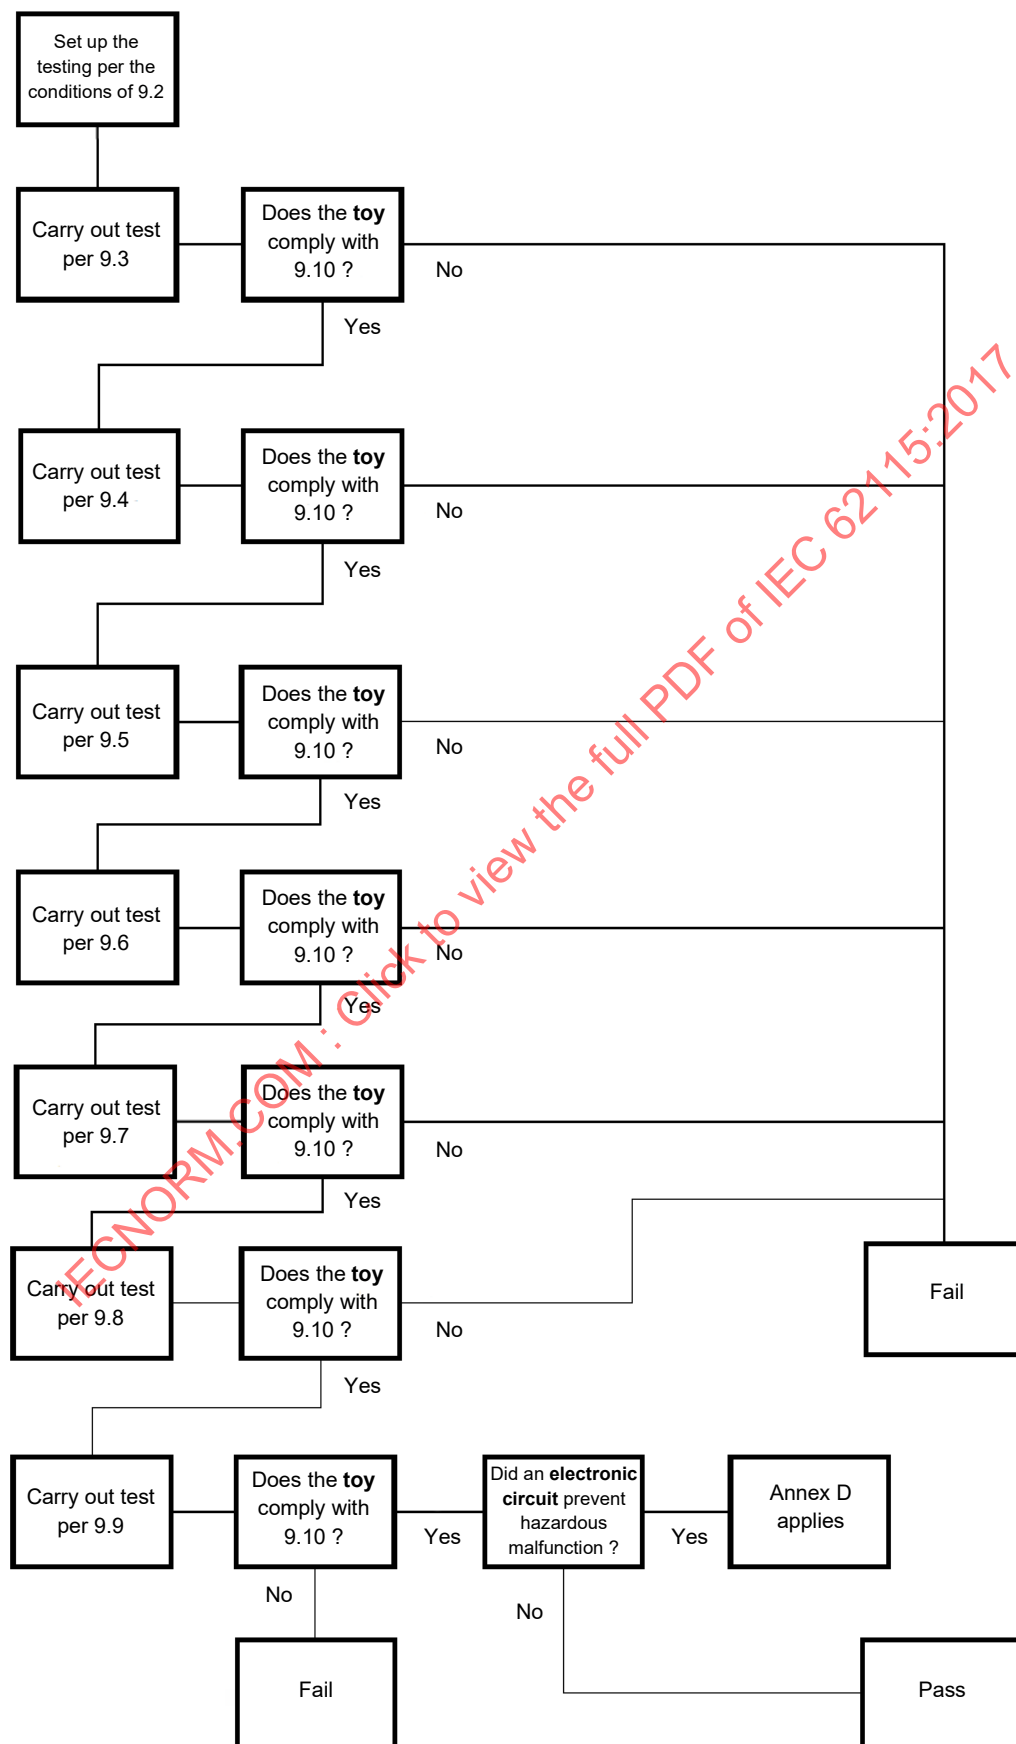 Set up the
testing per the
conditions of 9.2
Carry out test
per 9.3
Does the toy
comply with
9.10 ?
No
Yes
Carry out test
per 9.4
Does the toy
comply with
9.10 ?
No
Yes
Carry out test
per 9.5
Does the toy
comply with
9.10 ?
No
Yes
Carry out test
per 9.6
Does the toy
comply with
9.10 ?
No
Yes
Carry out test
per 9.7
Does the toy
comply with
9.10 ?
No
Yes
Carry out test
per 9.8
Does the toy
comply with
9.10 ?
No
Yes
Fail
Carry out test
per 9.9
Does the toy
comply with
9.10 ?
Yes
Did an electronic
circuit prevent
hazardous
malfunction ?
Yes
Annex D
applies
No
No
Fail
Pass
IECNORM.COM : Click to view the full PDF of IEC 62115:2017